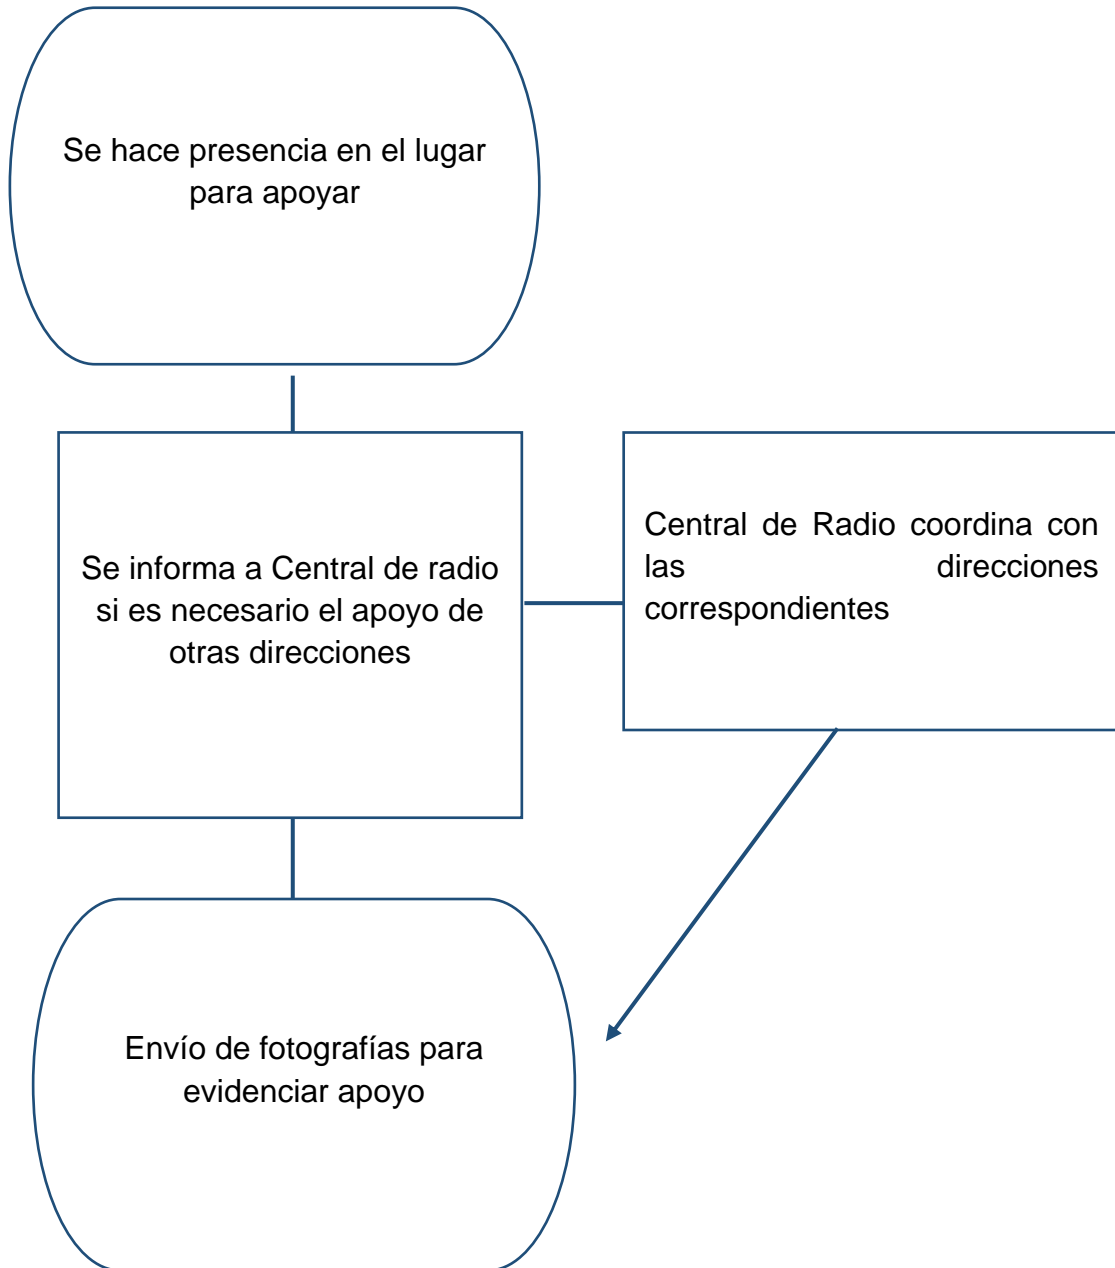 Se hace presencia en el lugar
para apoyar
Se informa a Central de radio
si es necesario el apoyo de
otras direcciones
Central de Radio coordina con
las direcciones
correspondientes
Envío de fotografías para
evidenciar apoyo